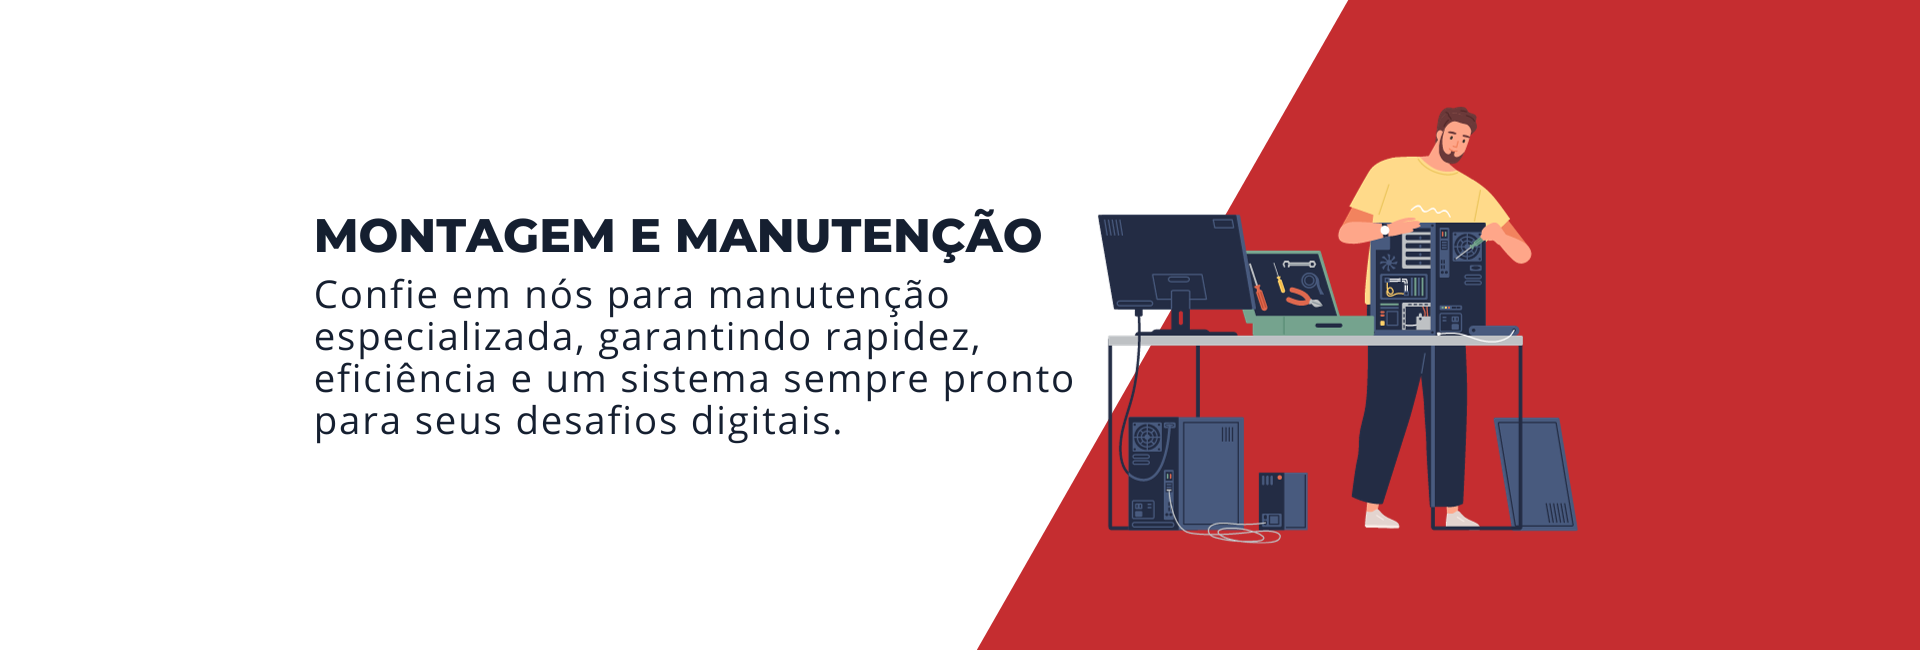 MONTAGEM E MANUTENÇÃO
Confie em nós para manutenção
especializada, garantindo rapidez,
eficiência e um sistema sempre pronto
para seus desafios digitais.